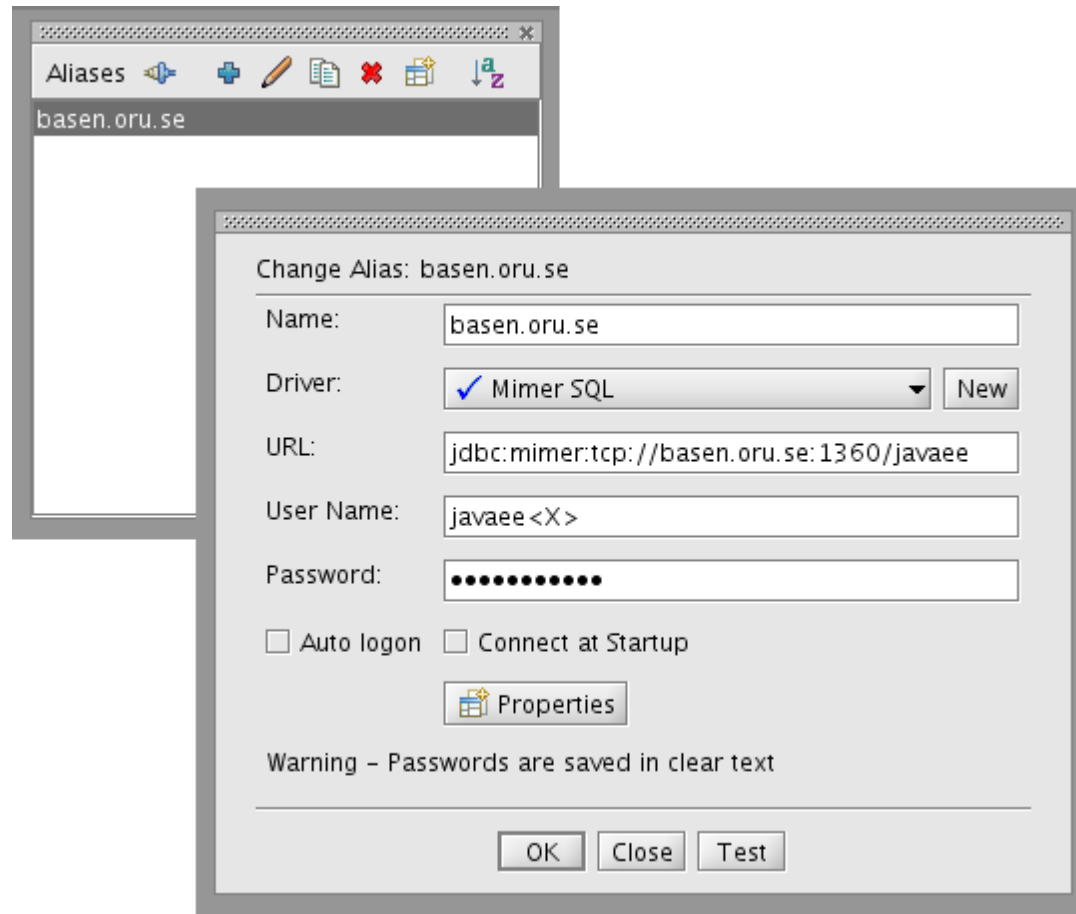 Aliases
a
z
basen.oru.se
Change Alias: basen.oru.se
Name: basen.oru.se
Driver: Mimer SQL New
URL: jdbc:mimer:tcp://basen.oru.se:1360/javaee
User Name: javaee<X>
Password: •••••••••••
Auto logon Connect at Startup
Properties
Warning – Passwords are saved in clear text
OK Close Test